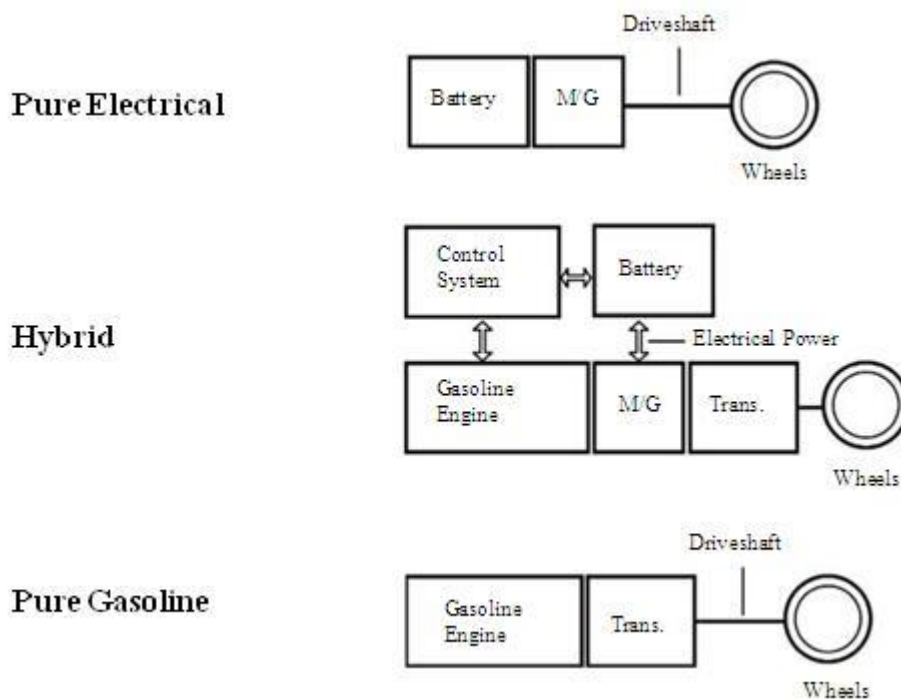 Driveshaft
Pure Electrical
Battery
M/G
Wheels
Control
System
Battery
Hybrid
Electrical Power
Gasoline
Engine
M/G
Trans.
Wheels
Driveshaft
Pure Gasoline
Gasoline
Engine
Trans.
Wheels